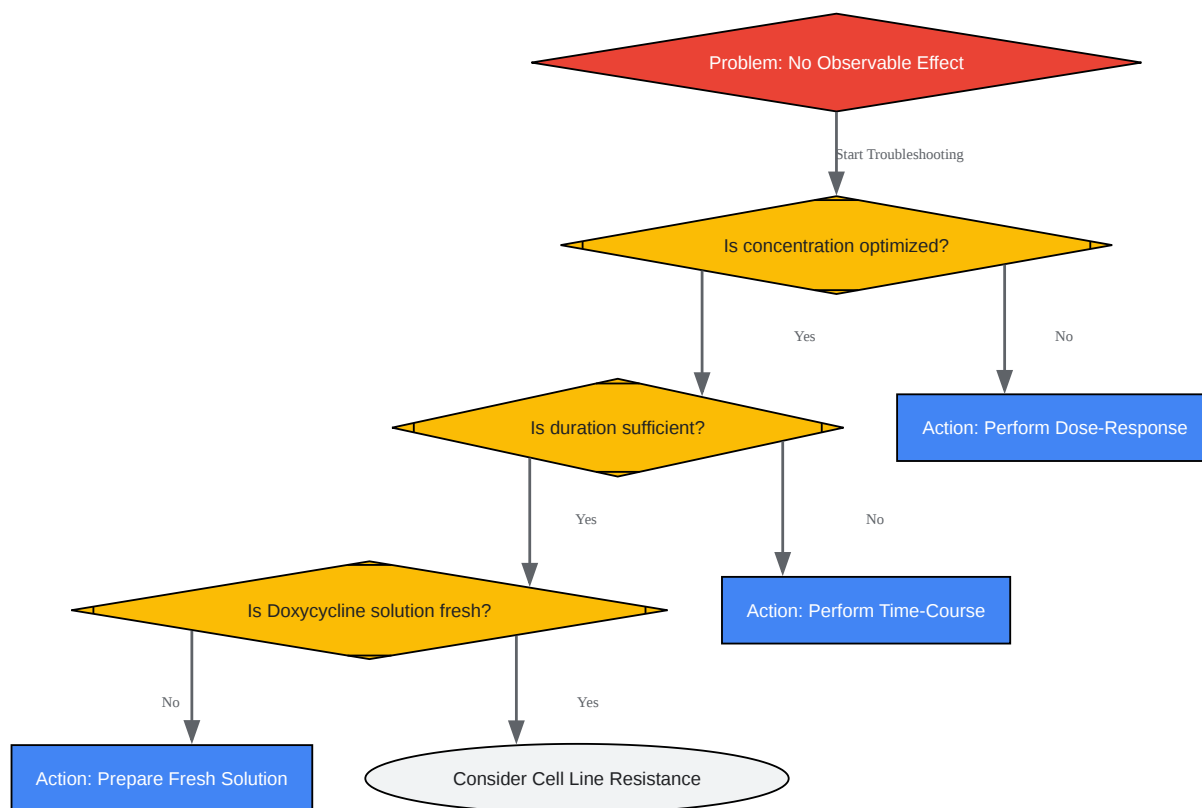 Problem: No Observable Effect
Start Troubleshooting
Is concentration optimized?
Yes
No
Action: Perform Dose-Response
Is duration sufficient?
Yes
No
Action: Perform Time-Course
Is Doxycycline solution fresh?
No
Yes
Action: Prepare Fresh Solution
Consider Cell Line Resistance